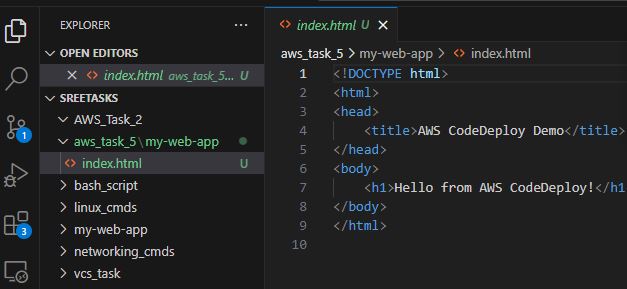 EXPLORER
OPEN EDITORS
index.html aws_task_5... U
SREETASKS
AWS_Task_2
aws_task_5\my-web-app
index.html U
bash_script
linux_cmds
my-web-app
networking_cmds
vcs_task
1
3
index.html U
aws_task_5 > my-web-app > index.html
1 <!DOCTYPE html>
2 <html>
3 <head>
4 <title>AWS CodeDeploy Demo</title>
5 </head>
6 <body>
7 <h1>Hello from AWS CodeDeploy!</h1
8 </body>
9 </html>
10